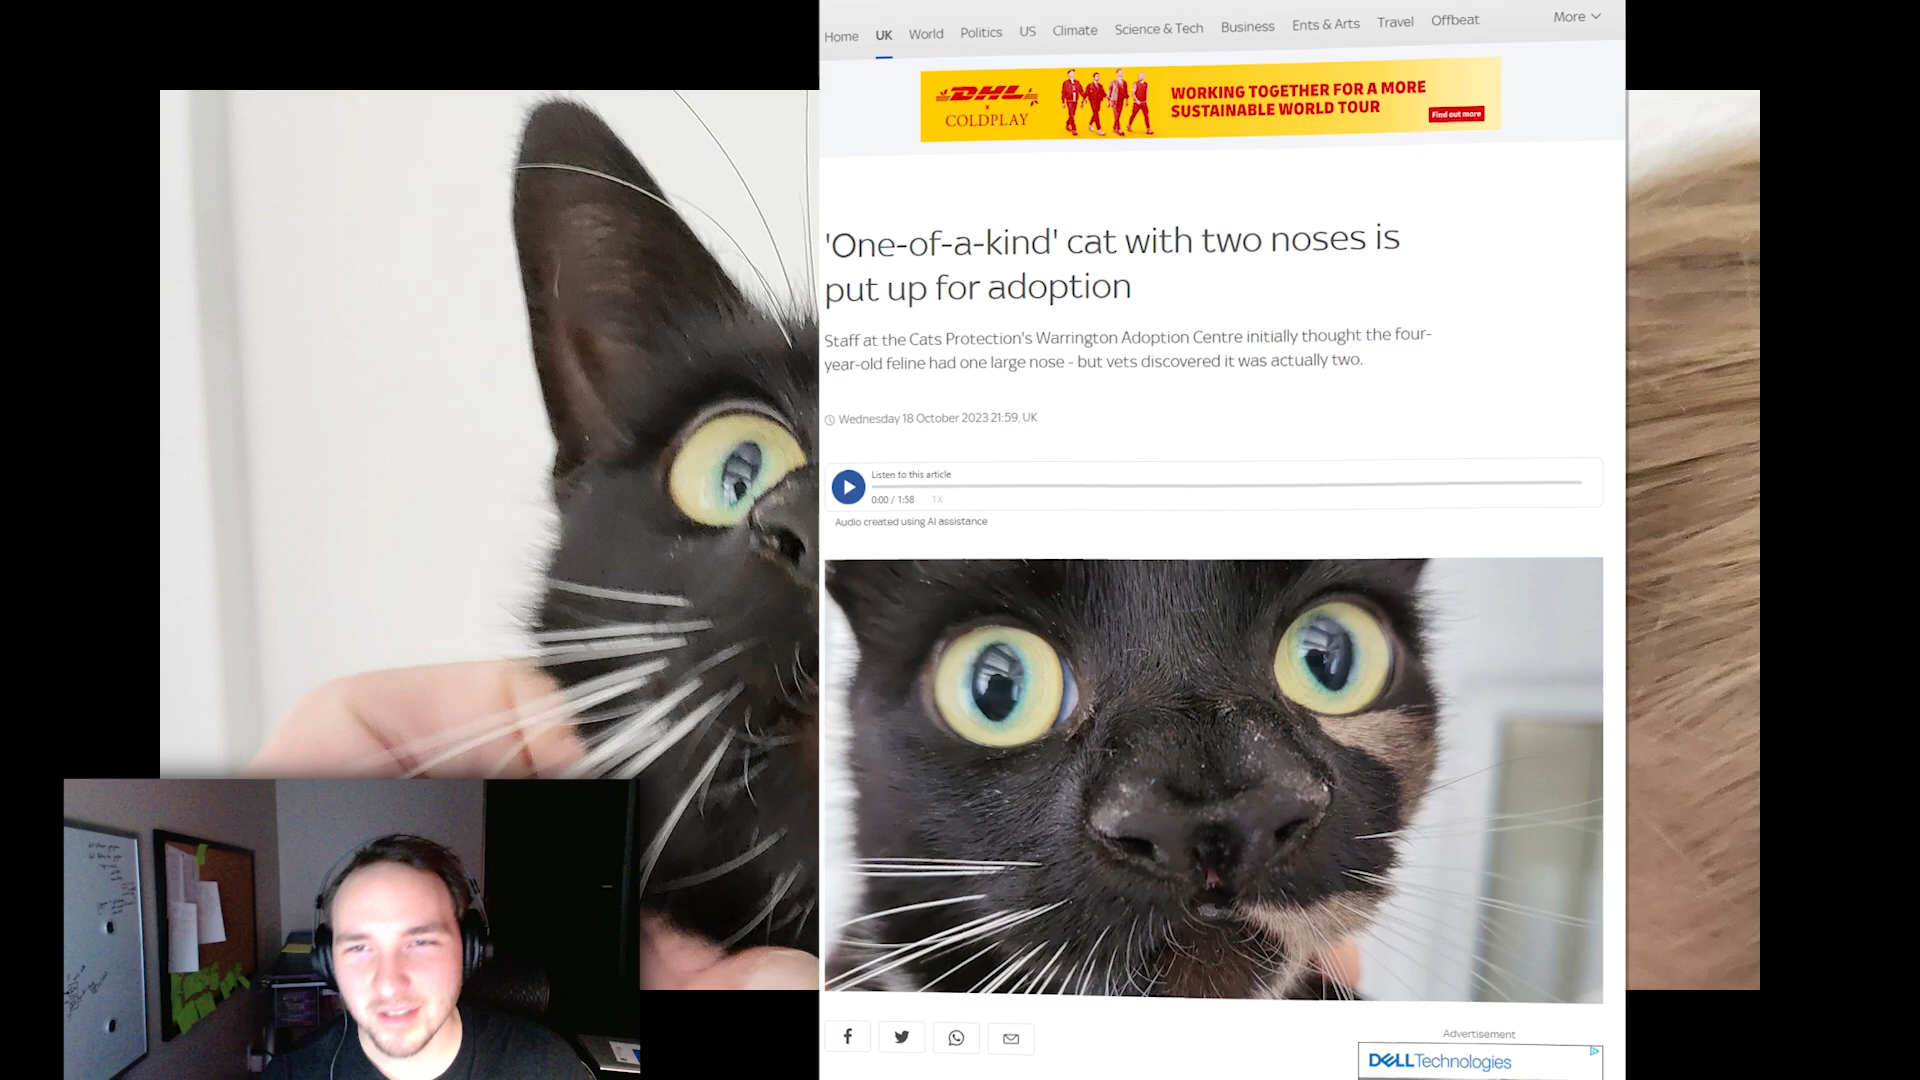 Home UK World Politics US Climate Science & Tech Business Ents & Arts Travel Offbeat More
DHL
x
COLDPLAY
WORKING TOGETHER FOR A MORE
SUSTAINABLE WORLD TOUR
Find out more
'One-of-a-kind' cat with two noses is
put up for adoption
Staff at the Cats Protection's Warrington Adoption Centre initially thought the four-
year-old feline had one large nose - but vets discovered it was actually two.
Wednesday 18 October 2023 21:59, UK
Listen to this article
0:00 / 1:58 1X
Audio created using AI assistance
Advertisement
DELLTechnologies